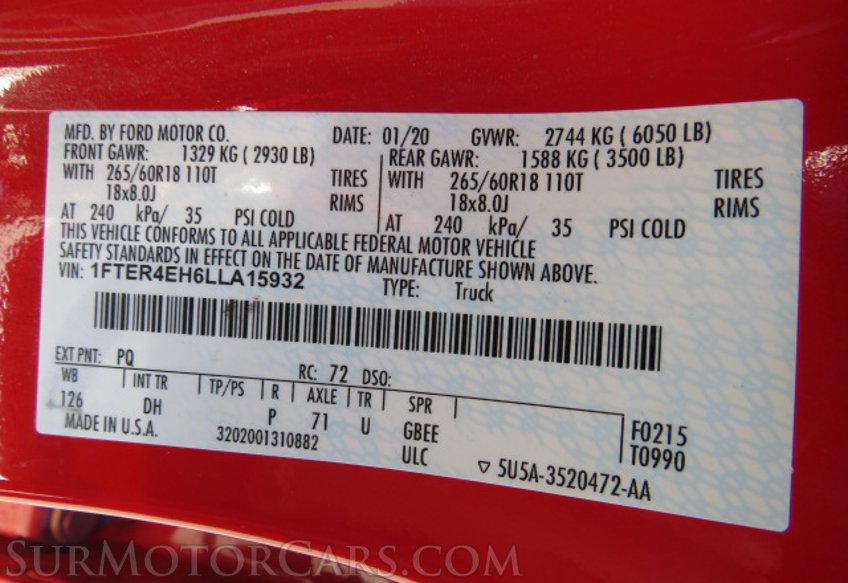 MFD. BY FORD MOTOR CO. DATE: 01/20 GVWR: 2744 KG ( 6050 LB)
FRONT GAWR: 1329 KG ( 2930 LB) REAR GAWR: 1588 KG ( 3500 LB)
WITH 265/60R18 110T TIRES WITH 265/60R18 110T TIRES
18x8.0J RIMS 18x8.0J RIMS
AT 240 kPa/ 35 PSI COLD AT 240 kPa/ 35 PSI COLD
THIS VEHICLE CONFORMS TO ALL APPLICABLE FEDERAL MOTOR VEHICLE
SAFETY STANDARDS IN EFFECT ON THE DATE OF MANUFACTURE SHOWN ABOVE.
VIN: 1FTER4EH6LLA15932 TYPE: Truck
EXT PNT: PQ RC: 72 DSO:
WB INT TR TP/PS R AXLE TR SPR
126 DH P 71 U GBEE F0215
MADE IN U.S.A. 3202001310882 ULC T0990
5U5A-3520472-AA
SURMOTORCARS.COM